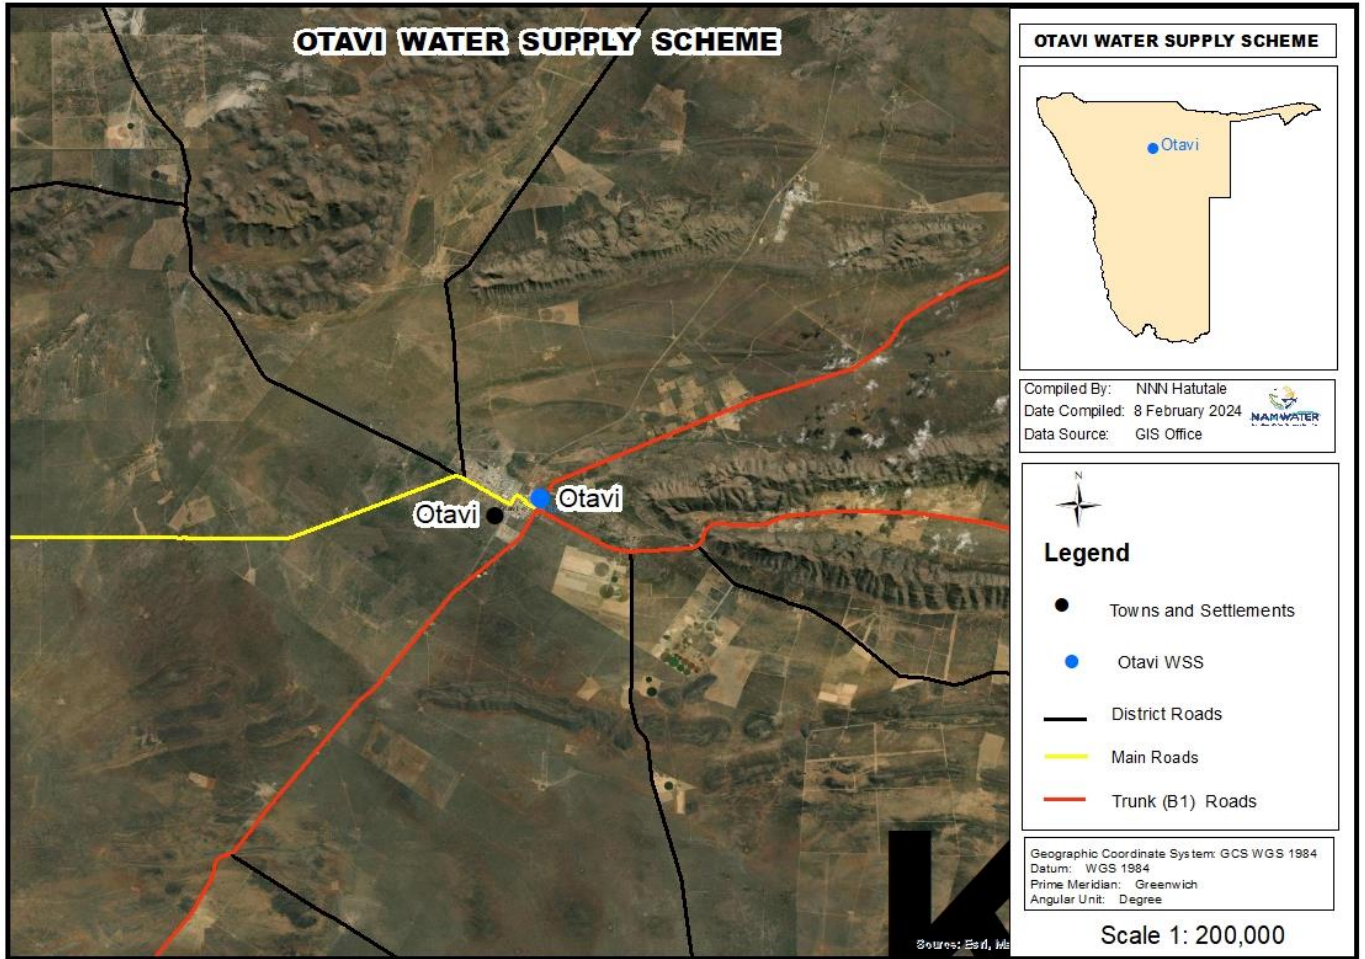 OTAVI WATER SUPPLY SCHEME
Otavi
Otavi
K
Source: Esri, Ma
OTAVI WATER SUPPLY SCHEME
Otavi
Compiled By: NNN Hatutale
Date Compiled: 8 February 2024
Data Source: GIS Office
NAMWATER
N
Legend
Towns and Settlements
Otavi WSS
District Roads
Main Roads
Trunk (B1) Roads
Geographic Coordinate System: GCS WGS 1984
Datum: WGS 1984
Prime Meridian: Greenwich
Angular Unit: Degree
Scale 1: 200,000